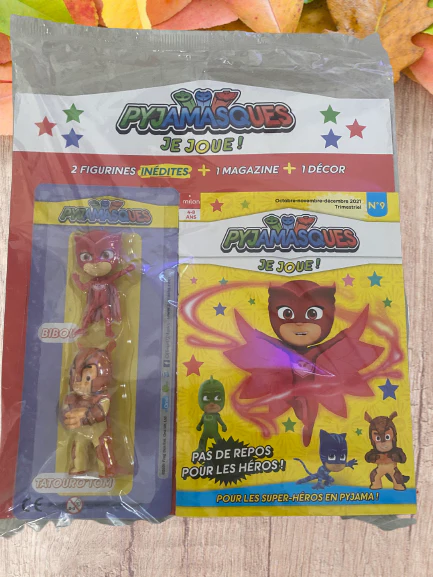 PYJAMASQUES
JE JOUE !
2 FIGURINES INÉDITES + 1 MAGAZINE + 1 DÉCOR
PYJAMASQUES
BIBOU
TATOURO'TOM
CE
milan
4-8
ANS
Octobre-novembre-décembre 2021
Trimestriel
N°9
PYJAMASQUES
JE JOUE !
PAS DE REPOS
POUR LES HÉROS !
POUR LES SUPER-HÉROS EN PYJAMA !